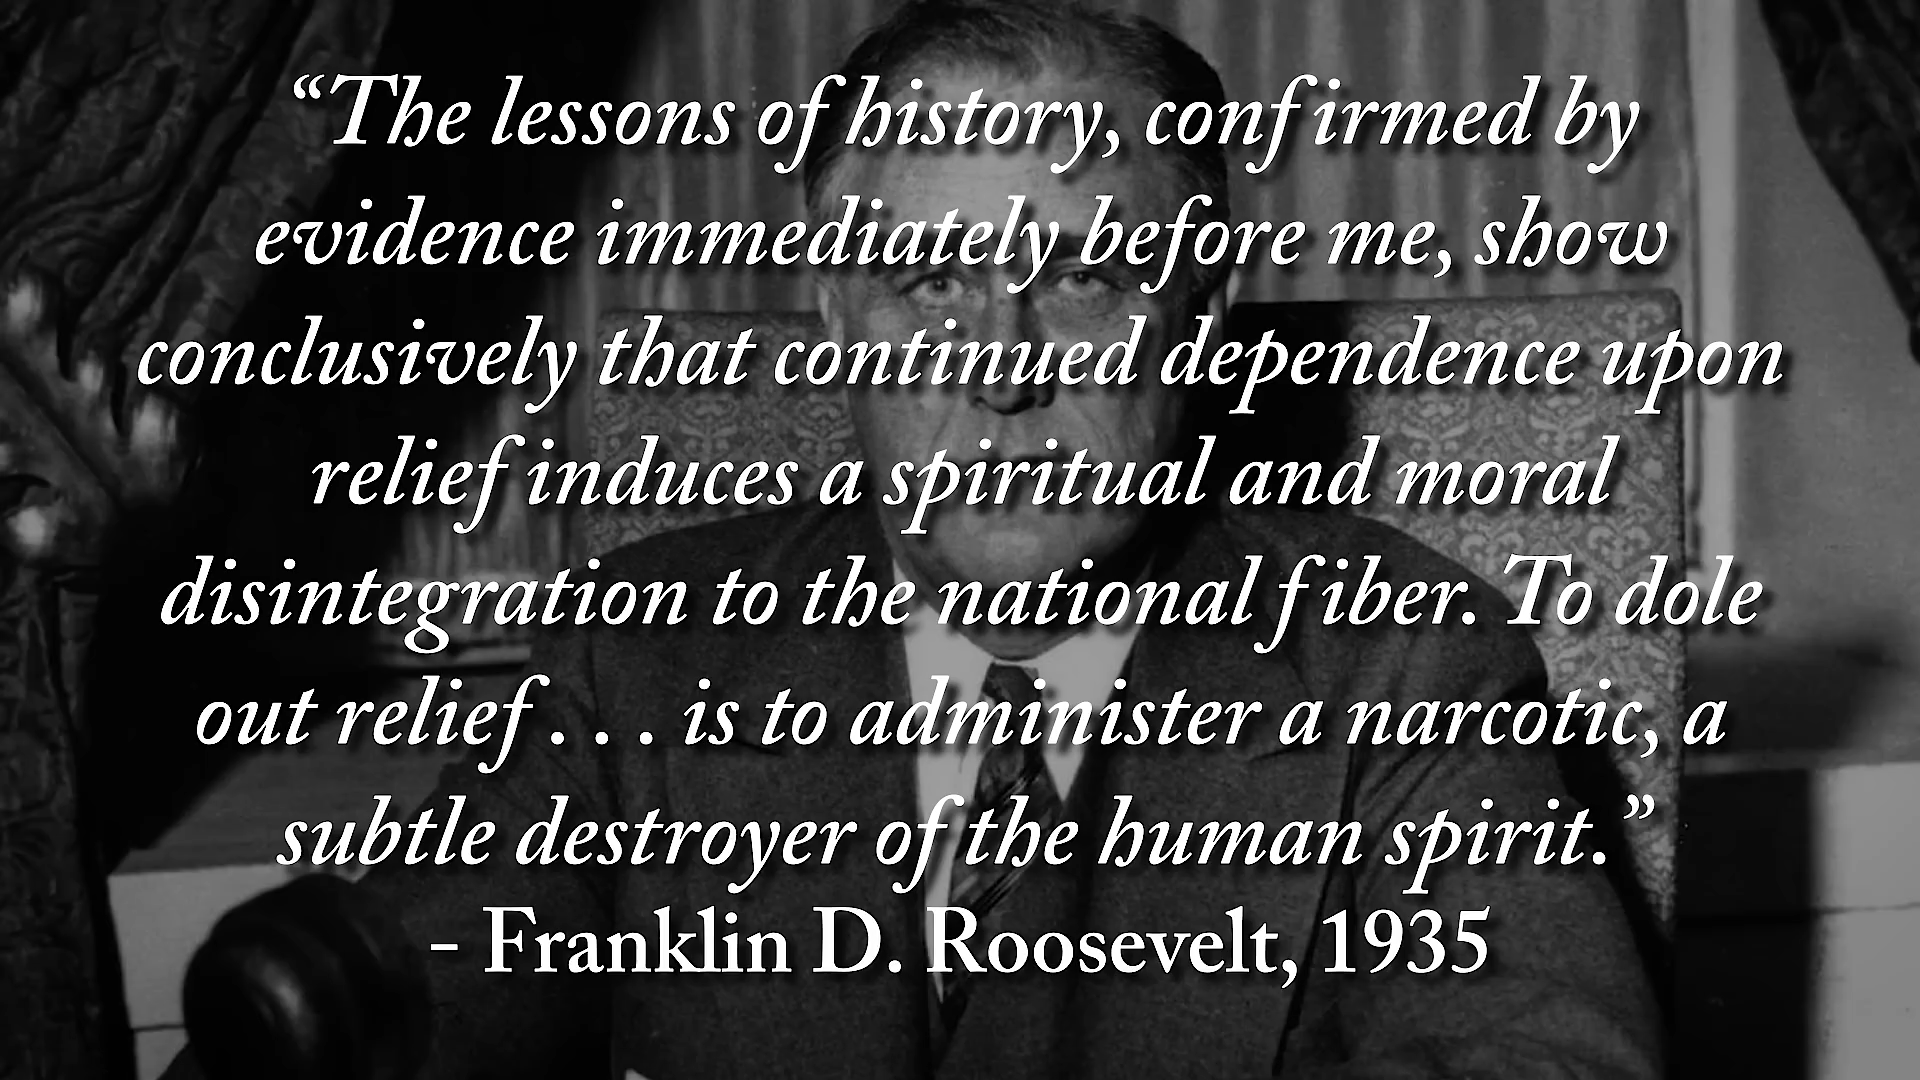 “The lessons of history, confirmed by
evidence immediately before me, show
conclusively that continued dependence upon
relief induces a spiritual and moral
disintegration to the national fiber. To dole
out relief . . . is to administer a narcotic, a
subtle destroyer of the human spirit.”
- Franklin D. Roosevelt, 1935